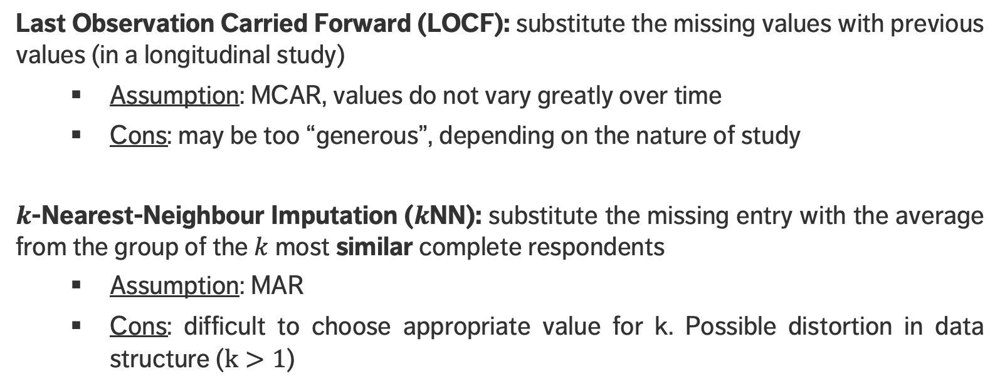 Last Observation Carried Forward (LOCF): substitute the missing values with previous
values (in a longitudinal study)
▪ Assumption: MCAR, values do not vary greatly over time
▪ Cons: may be too “generous”, depending on the nature of study
k-Nearest-Neighbour Imputation (kNN): substitute the missing entry with the average
from the group of the k most similar complete respondents
▪ Assumption: MAR
▪ Cons: difficult to choose appropriate value for k. Possible distortion in data
structure (k > 1)